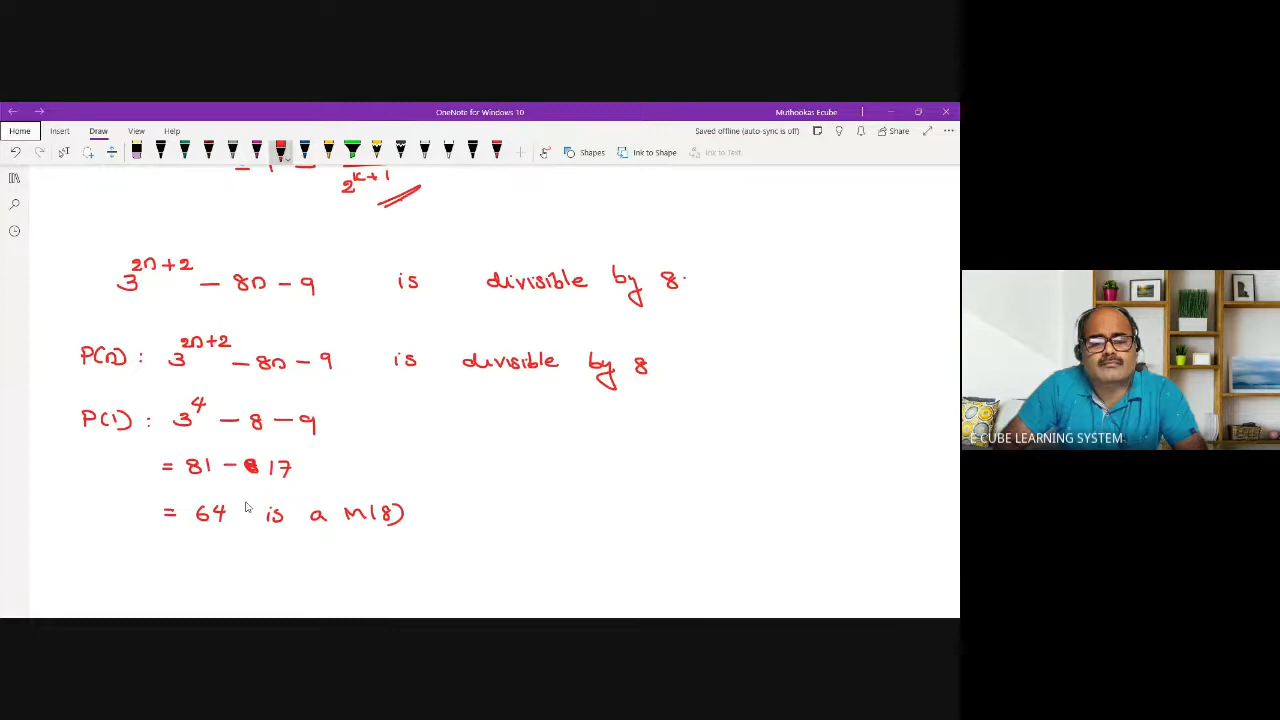 OneNote for Windows 10
Muthookas Ecube
Home Insert Draw View Help
Saved offline (auto-sync is off) Share
Shapes Ink to Shape Ink to Text
2^{k+1}
3^{2n+2} - 8n - 9 is divisible by 8.
P(n): 3^{2n+2} - 8n - 9 is divisible by 8
P(1): 3^4 - 8 - 9
= 81 - 17
= 64 is a M(8)
E CUBE LEARNING SYSTEM